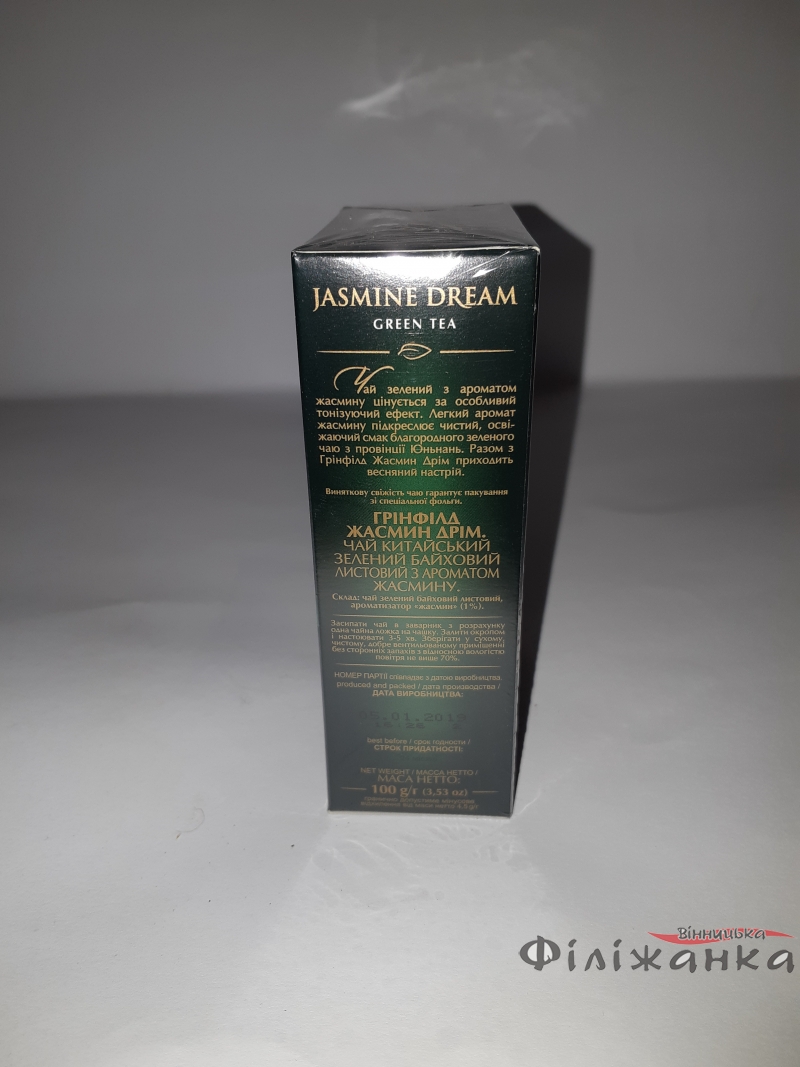 JASMINE DREAM
GREEN TEA
Чай зелений з ароматом
жасмину цінується за особливий
тонізуючий ефект. Легкий аромат
жасмину підкреслює чистий, осві-
жаючий смак благородного зеленого
чаю з провінції Юньнань. Разом з
Грінфілд Жасмин Дрім приходить
весняний настрій.
Виняткову свіжість чаю гарантує пакування
зі спеціальної фольги.
ГРІНФІЛД
ЖАСМИН ДРІМ.
ЧАЙ КИТАЙСЬКИЙ
ЗЕЛЕНИЙ БАЙХОВИЙ
ЛИСТОВИЙ З АРОМАТОМ
ЖАСМИНУ.
Склад: чай зелений байховий листовий,
ароматизатор «жасмин» (1%).
Засипати чай в заварник з розрахунку
одна чайна ложка на чашку. Залити окропом
і настоювати 3-5 хв. Зберігати у сухому,
чистому, добре вентильованому приміщенні
без сторонніх запахів з відносною вологістю
повітря не вище 70%.
НОМЕР ПАРТІЇ співпадає з датою виробництва.
produced and packed / дата производства /
ДАТА ВИРОБНИЦТВА:
.01.2019
best before / срок годности /
СТРОК ПРИДАТНОСТІ:
NET WEIGHT / МАССА НЕТТО /
МАСА НЕТТО:
100 g/г (3,53 oz)
Вінницька
Філіжанка